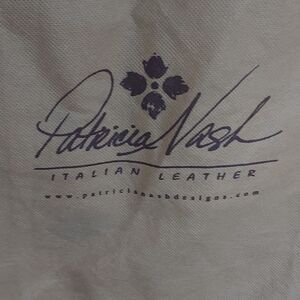 Patricia Nash
ITALIAN LEATHER
www.patricianashdesigns.com